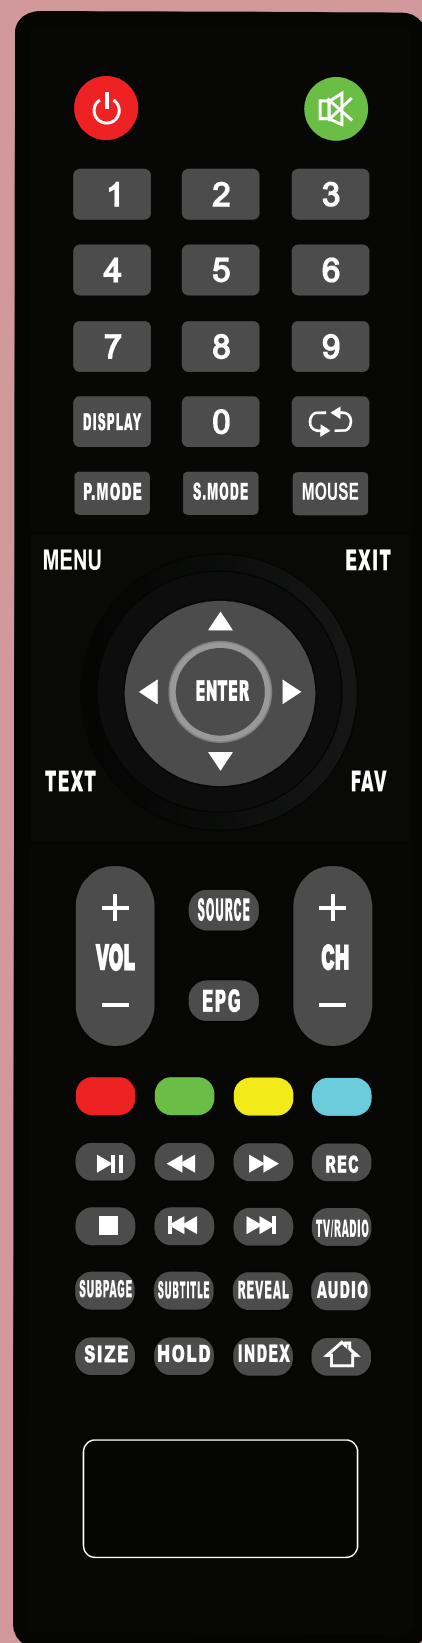 1 2 3
4 5 6
7 8 9
DISPLAY 0
P.MODE S.MODE MOUSE
MENU EXIT
ENTER
TEXT FAV
SOURCE
VOL CH
EPG
REC
TV/RADIO
SUBPAGE SUBTITLE REVEAL AUDIO
SIZE HOLD INDEX